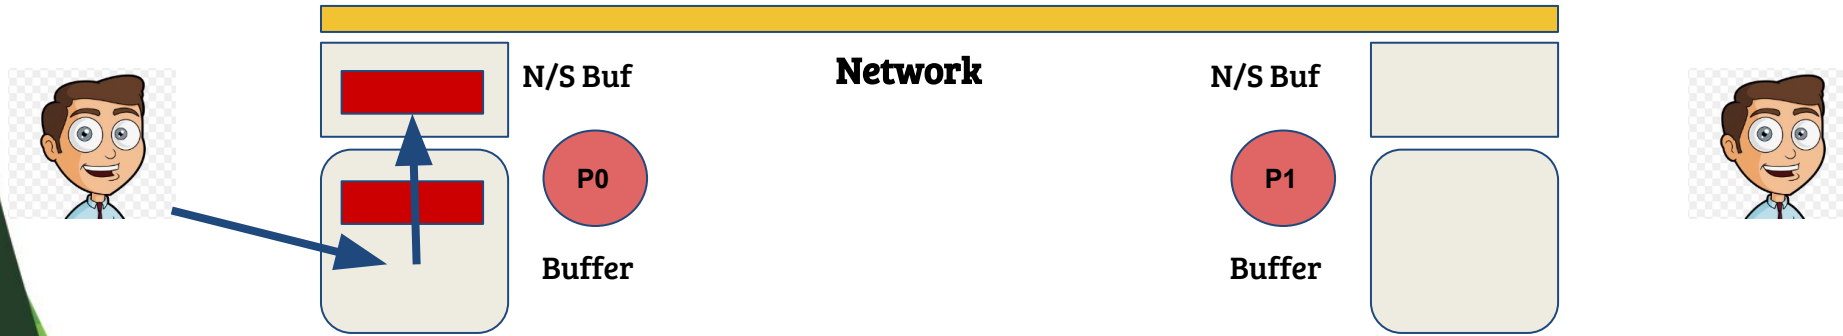 N/S Buf
Network
N/S Buf
P0
P1
Buffer
Buffer